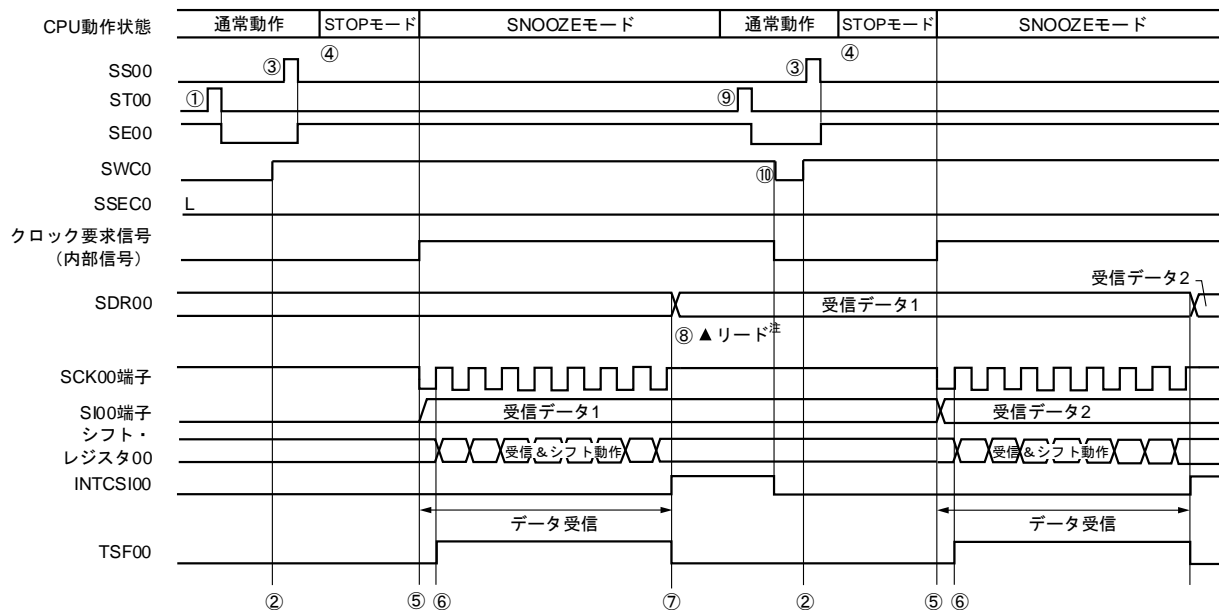 CPU動作状態 通常動作 STOPモード SNOOZEモード 通常動作 STOPモード SNOOZEモード
④ ④
SS00 ③ ③
ST00 ① ⑨
SE00
SWC0 ⑩
SSEC0 L
クロック要求信号
(内部信号)
受信データ2
SDR00 受信データ1
⑧ ▲ リード注
SCK00端子
SI00端子 受信データ1 受信データ2
シフト・
レジスタ00 受信&シフト動作 受信&シフト動作
INTCSI00
データ受信 データ受信
TSF00
② ⑤ ⑥ ⑦ ② ⑤ ⑥